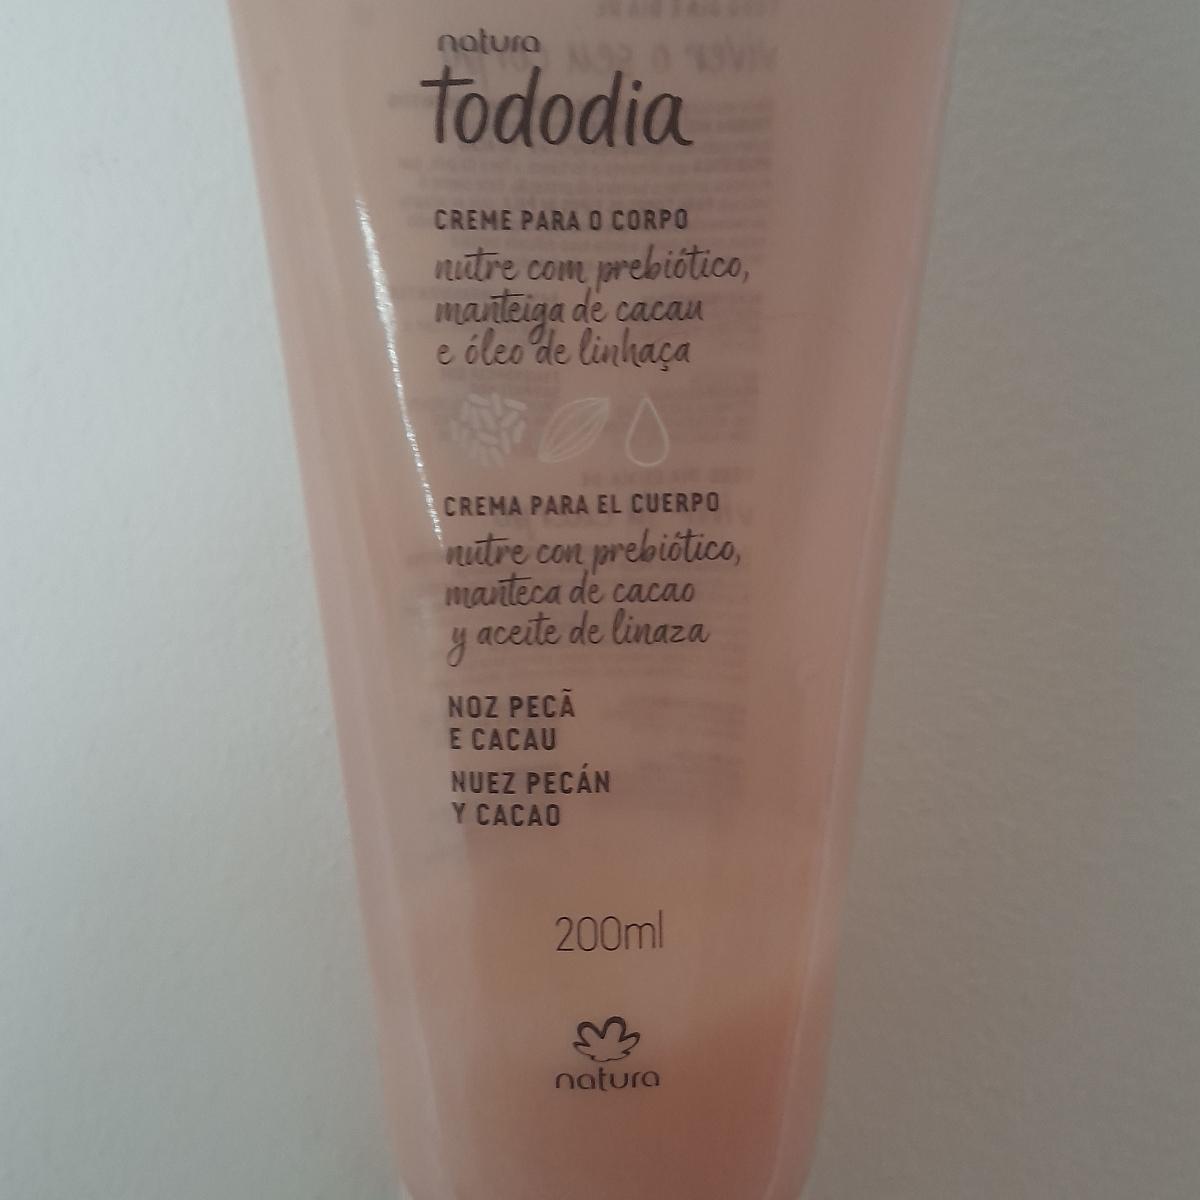 natura
Tododia
CREME PARA O CORPO
nutre com prebiótico,
manteiga de cacau
e óleo de linhaça
CREMA PARA EL CUERPO
nutre con prebiótico,
manteca de cacao
y aceite de linaza
NOZ PECÃ
E CACAU
NUEZ PECÁN
Y CACAO
200ml
natura